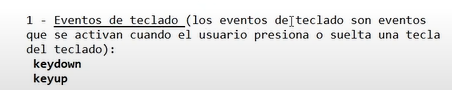 1 - Eventos de teclado (los eventos de teclado son eventos
que se activan cuando el usuario presiona o suelta una tecla
del teclado):
keydown
keyup